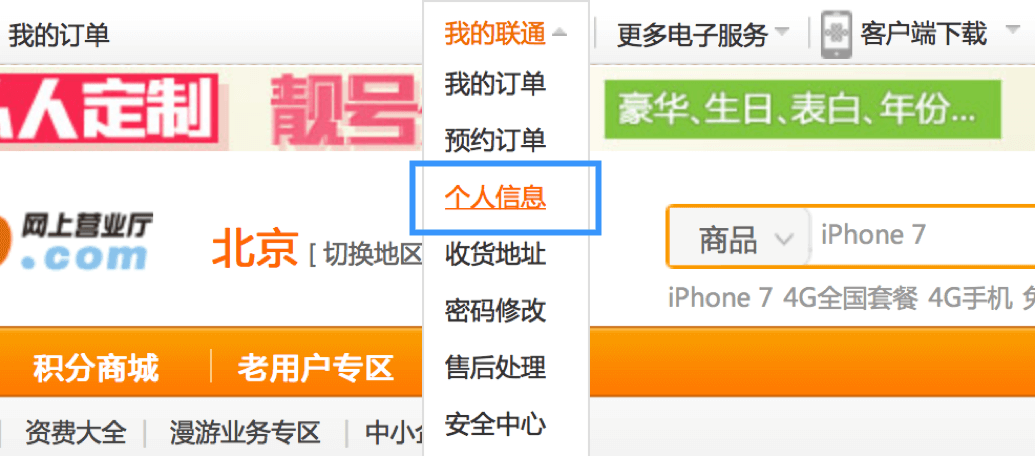 我的订单 我的联通 更多电子服务 客户端下载
我的订单
人定制 靓号 豪华、生日、表白、年份...
预约订单
个人信息
网上营业厅
.com
北京 [ 切换地区
商品 iPhone 7
收货地址
iPhone 7 4G全国套餐 4G手机
密码修改
积分商城 老用户专区
售后处理
资费大全 漫游业务专区 中小
安全中心